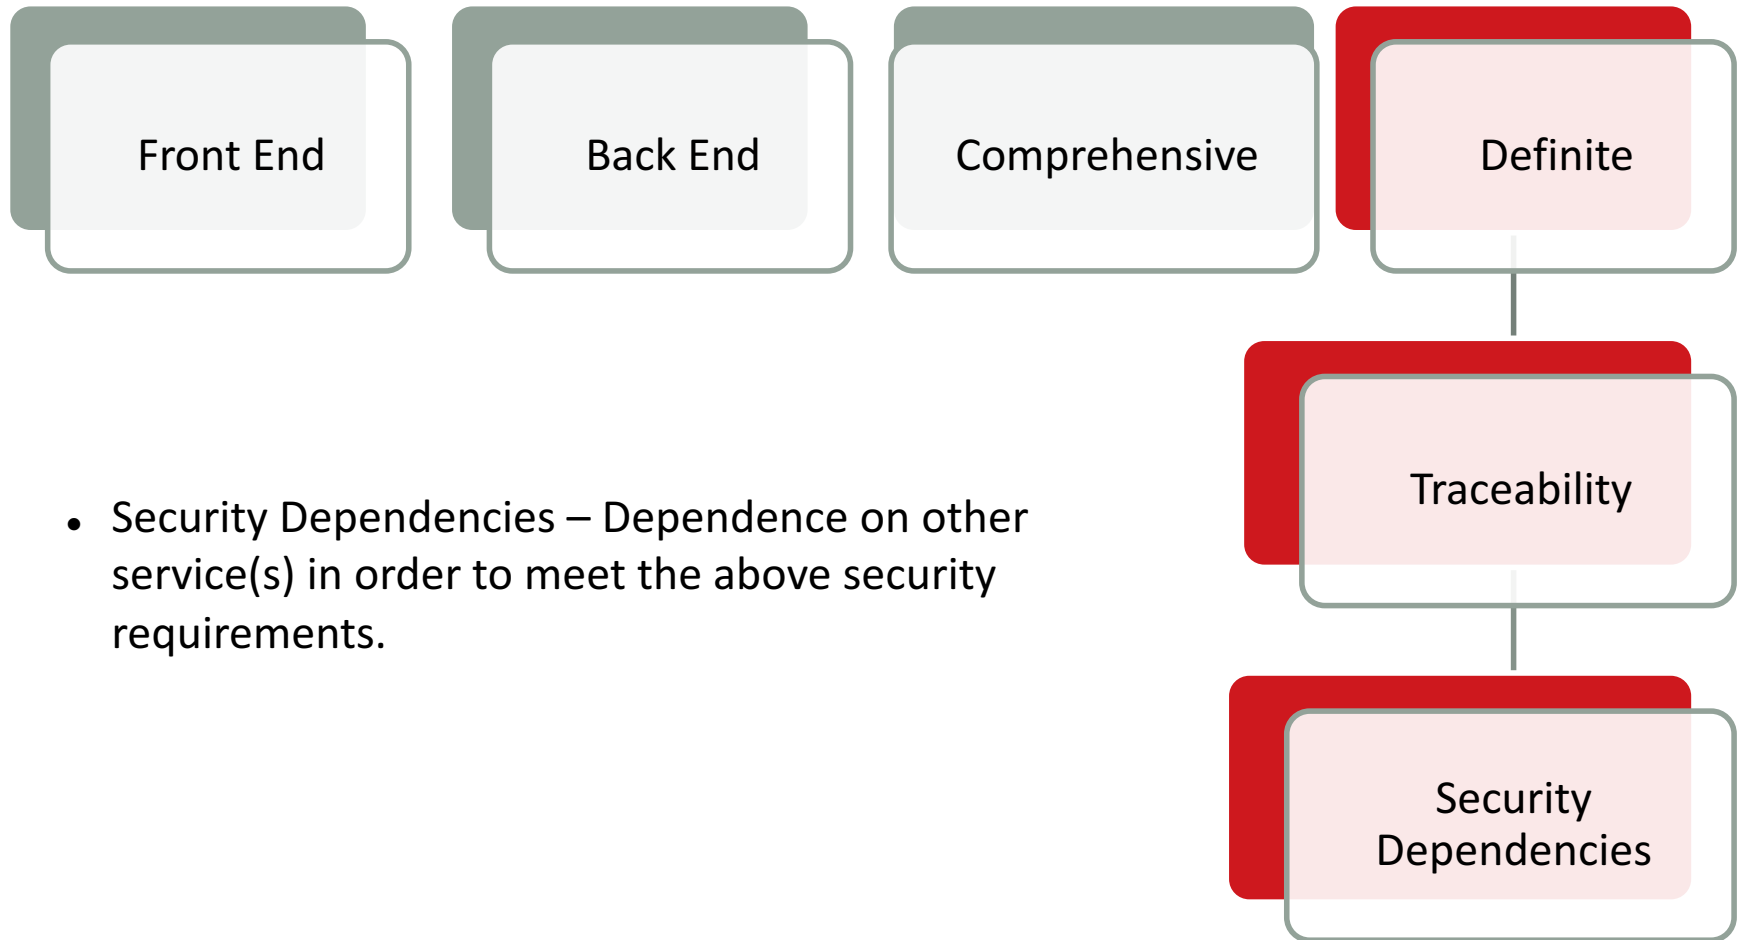 Front End
Back End
Comprehensive
Definite
Traceability
• Security Dependencies – Dependence on other
service(s) in order to meet the above security
requirements.
Security
Dependencies